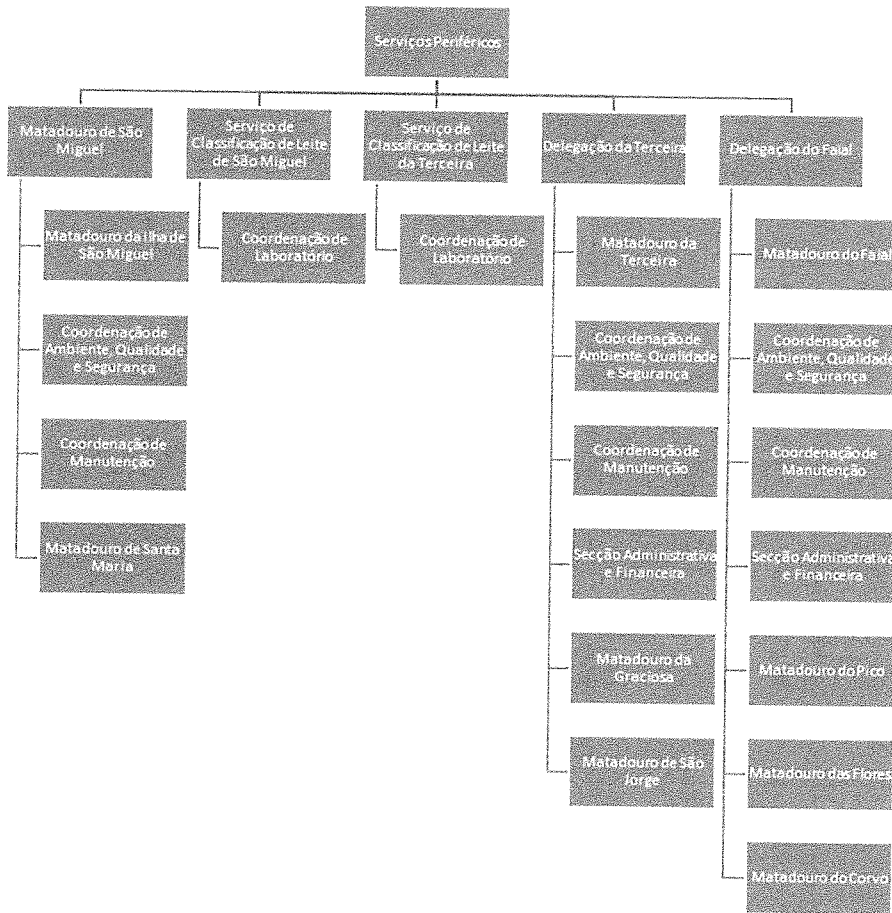 Serviços Periféricos
Matadouro de São
Miguel
Serviço de
Classificação de Leite
de São Miguel
Serviço de
Classificação de Leite
da Terceira
Delegação da Terceira
Delegação do Faial
Matadouro da Ilha de
São Miguel
Coordenação de
Ambiente, Qualidade
e Segurança
Coordenação de
Manutenção
Matadouro de Santa
Maria
Coordenação de
Laboratório
Coordenação de
Laboratório
Matadouro da
Terceira
Coordenação de
Ambiente, Qualidade
e Segurança
Coordenação de
Manutenção
Secção Administrativa
e Financeira
Matadouro da
Graciosa
Matadouro de São
Jorge
Matadouro do Faial
Coordenação de
Ambiente, Qualidade
e Segurança
Coordenação de
Manutenção
Secção Administrativa
e Financeira
Matadouro do Pico
Matadouro das Flores
Matadouro do Corvo